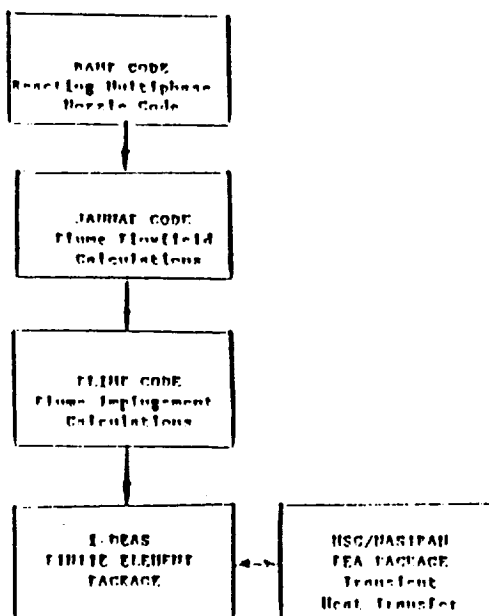 RAMP CODE
Reacting Multiphase
Nozzle Code
JANNAF CODE
Plume Flowfield
Calculations
PLIMP CODE
Plume Impingement
Calculations
I-DEAS
FINITE ELEMENT
PACKAGE
MSC/NASTRAN
FEA PACKAGE
Transient
Heat Transfer